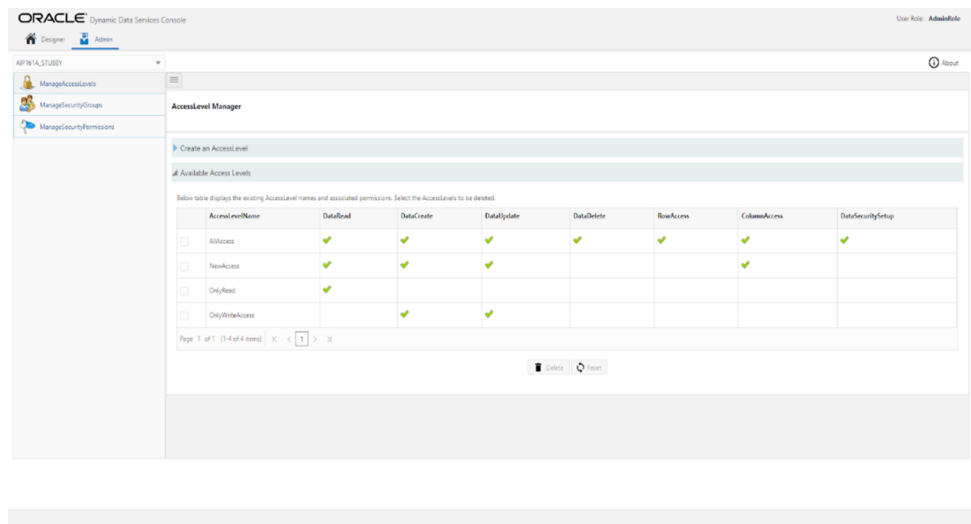 ORACLE Dynamic Data Services Console
User Role: AdminRole
Designer Admin
AIP161A_STUBBY
About
ManageAccessLevels
ManageSecurityGroups
ManageSecurityPermissions
AccessLevel Manager
Create an AccessLevel
Available Access Levels
Below table displays the existing AccessLevel names and associated permissions. Select the AccessLevels to be deleted.
AccessLevelName DataRead DataCreate DataUpdate DataDelete RowAccess ColumnAccess DataSecuritySetup
AllAccess
NewAccess
OnlyRead
OnlyWriteAccess
Page 1 of 1 (1-4 of 4 items) 1
Delete Reset